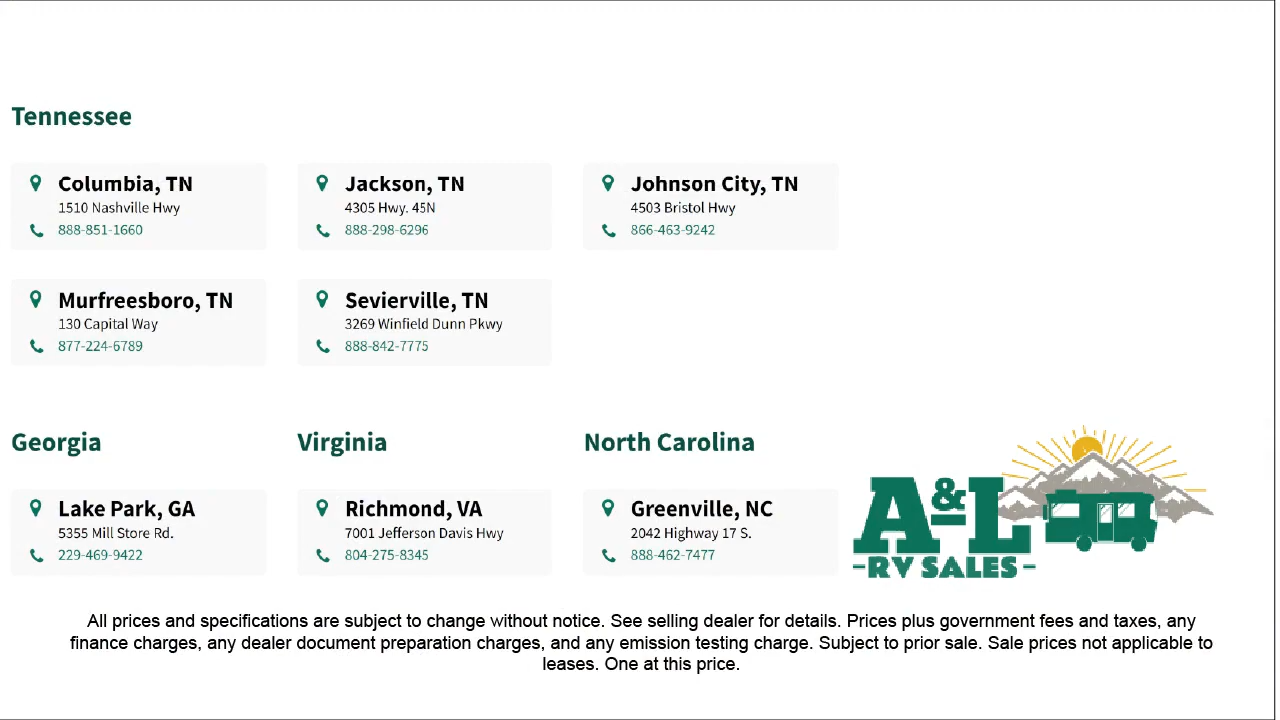 Tennessee
Columbia, TN
1510 Nashville Hwy
888-851-1660
Jackson, TN
4305 Hwy. 45N
888-298-6296
Johnson City, TN
4503 Bristol Hwy
866-463-9242
Murfreesboro, TN
130 Capital Way
877-224-6789
Sevierville, TN
3269 Winfield Dunn Pkwy
888-842-7775
Georgia
Lake Park, GA
5355 Mill Store Rd.
229-469-9422
Virginia
Richmond, VA
7001 Jefferson Davis Hwy
804-275-8345
North Carolina
Greenville, NC
2042 Highway 17 S.
888-462-7477
A&L
-RV SALES-
All prices and specifications are subject to change without notice. See selling dealer for details. Prices plus government fees and taxes, any
finance charges, any dealer document preparation charges, and any emission testing charge. Subject to prior sale. Sale prices not applicable to
leases. One at this price.